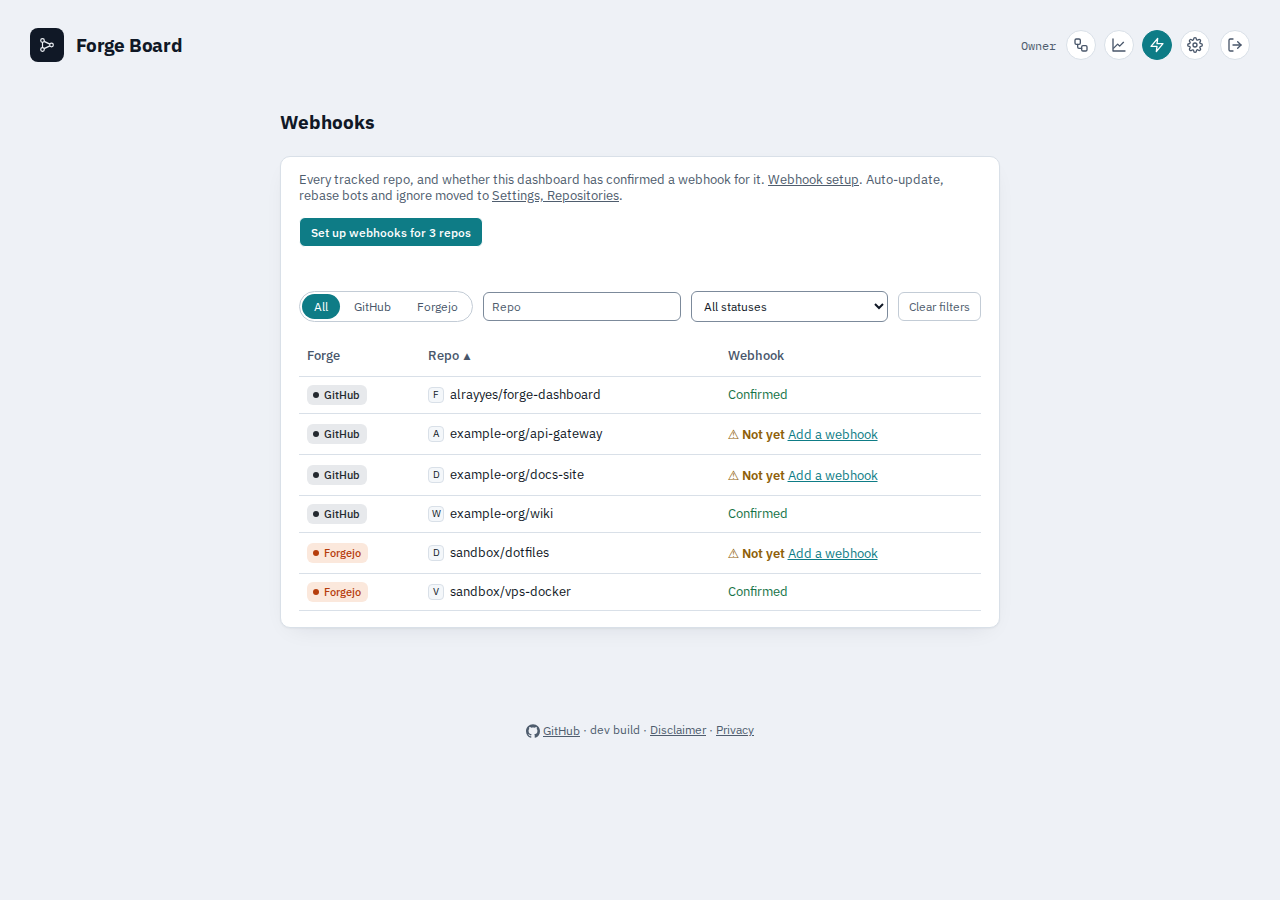 Forge Board
Owner
Webhooks
Every tracked repo, and whether this dashboard has confirmed a webhook for it. Webhook setup. Auto-update,
rebase bots and ignore moved to Settings, Repositories.
Set up webhooks for 3 repos
All GitHub Forgejo Repo All statuses Clear filters
Forge Repo ▲ Webhook
GitHub F alrayyes/forge-dashboard Confirmed
GitHub A example-org/api-gateway ⚠ Not yet Add a webhook
GitHub D example-org/docs-site ⚠ Not yet Add a webhook
GitHub W example-org/wiki Confirmed
Forgejo D sandbox/dotfiles ⚠ Not yet Add a webhook
Forgejo V sandbox/vps-docker Confirmed
GitHub · dev build · Disclaimer · Privacy